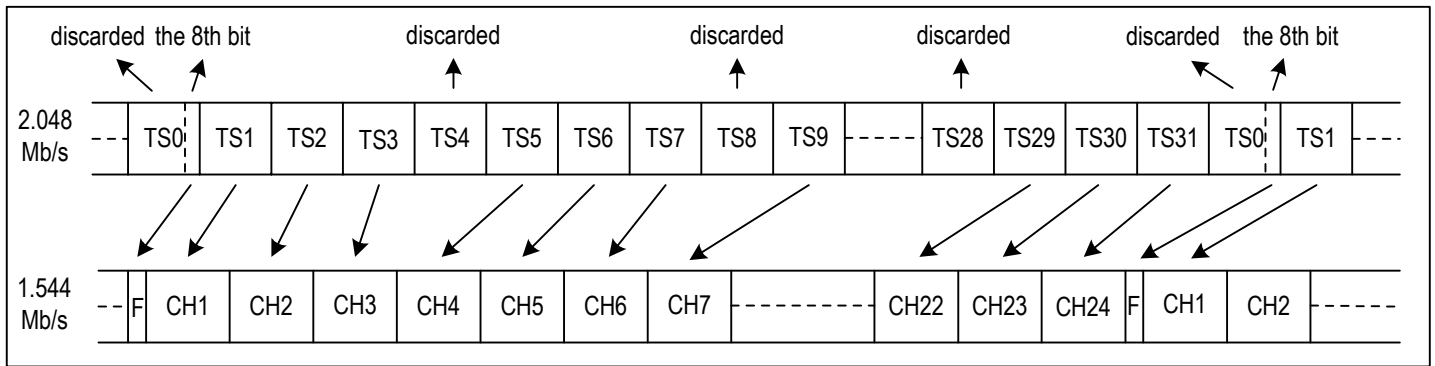 discarded the 8th bit discarded discarded discarded discarded the 8th bit
2.048 Mb/s TS0 TS1 TS2 TS3 TS4 TS5 TS6 TS7 TS8 TS9 TS28 TS29 TS30 TS31 TS0 TS1
1.544 Mb/s F CH1 CH2 CH3 CH4 CH5 CH6 CH7 CH22 CH23 CH24 F CH1 CH2